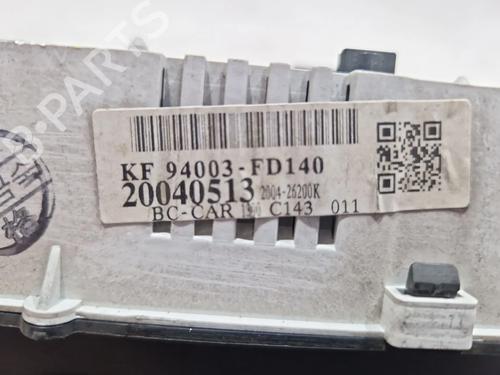 B-PARTS
KF 94003-FD140
20040513 2004-26200K
BC-CAR C143 011